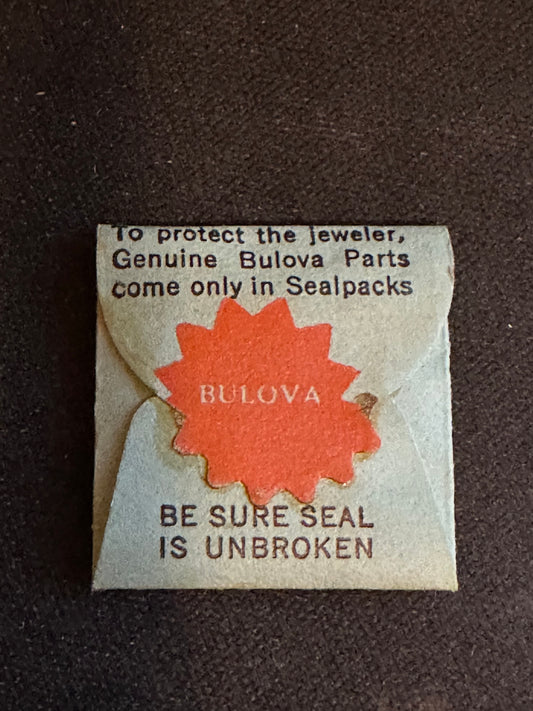 To protect the jeweler,
Genuine Bulova Parts
come only in Sealpacks
BULOVA
BE SURE SEAL
IS UNBROKEN